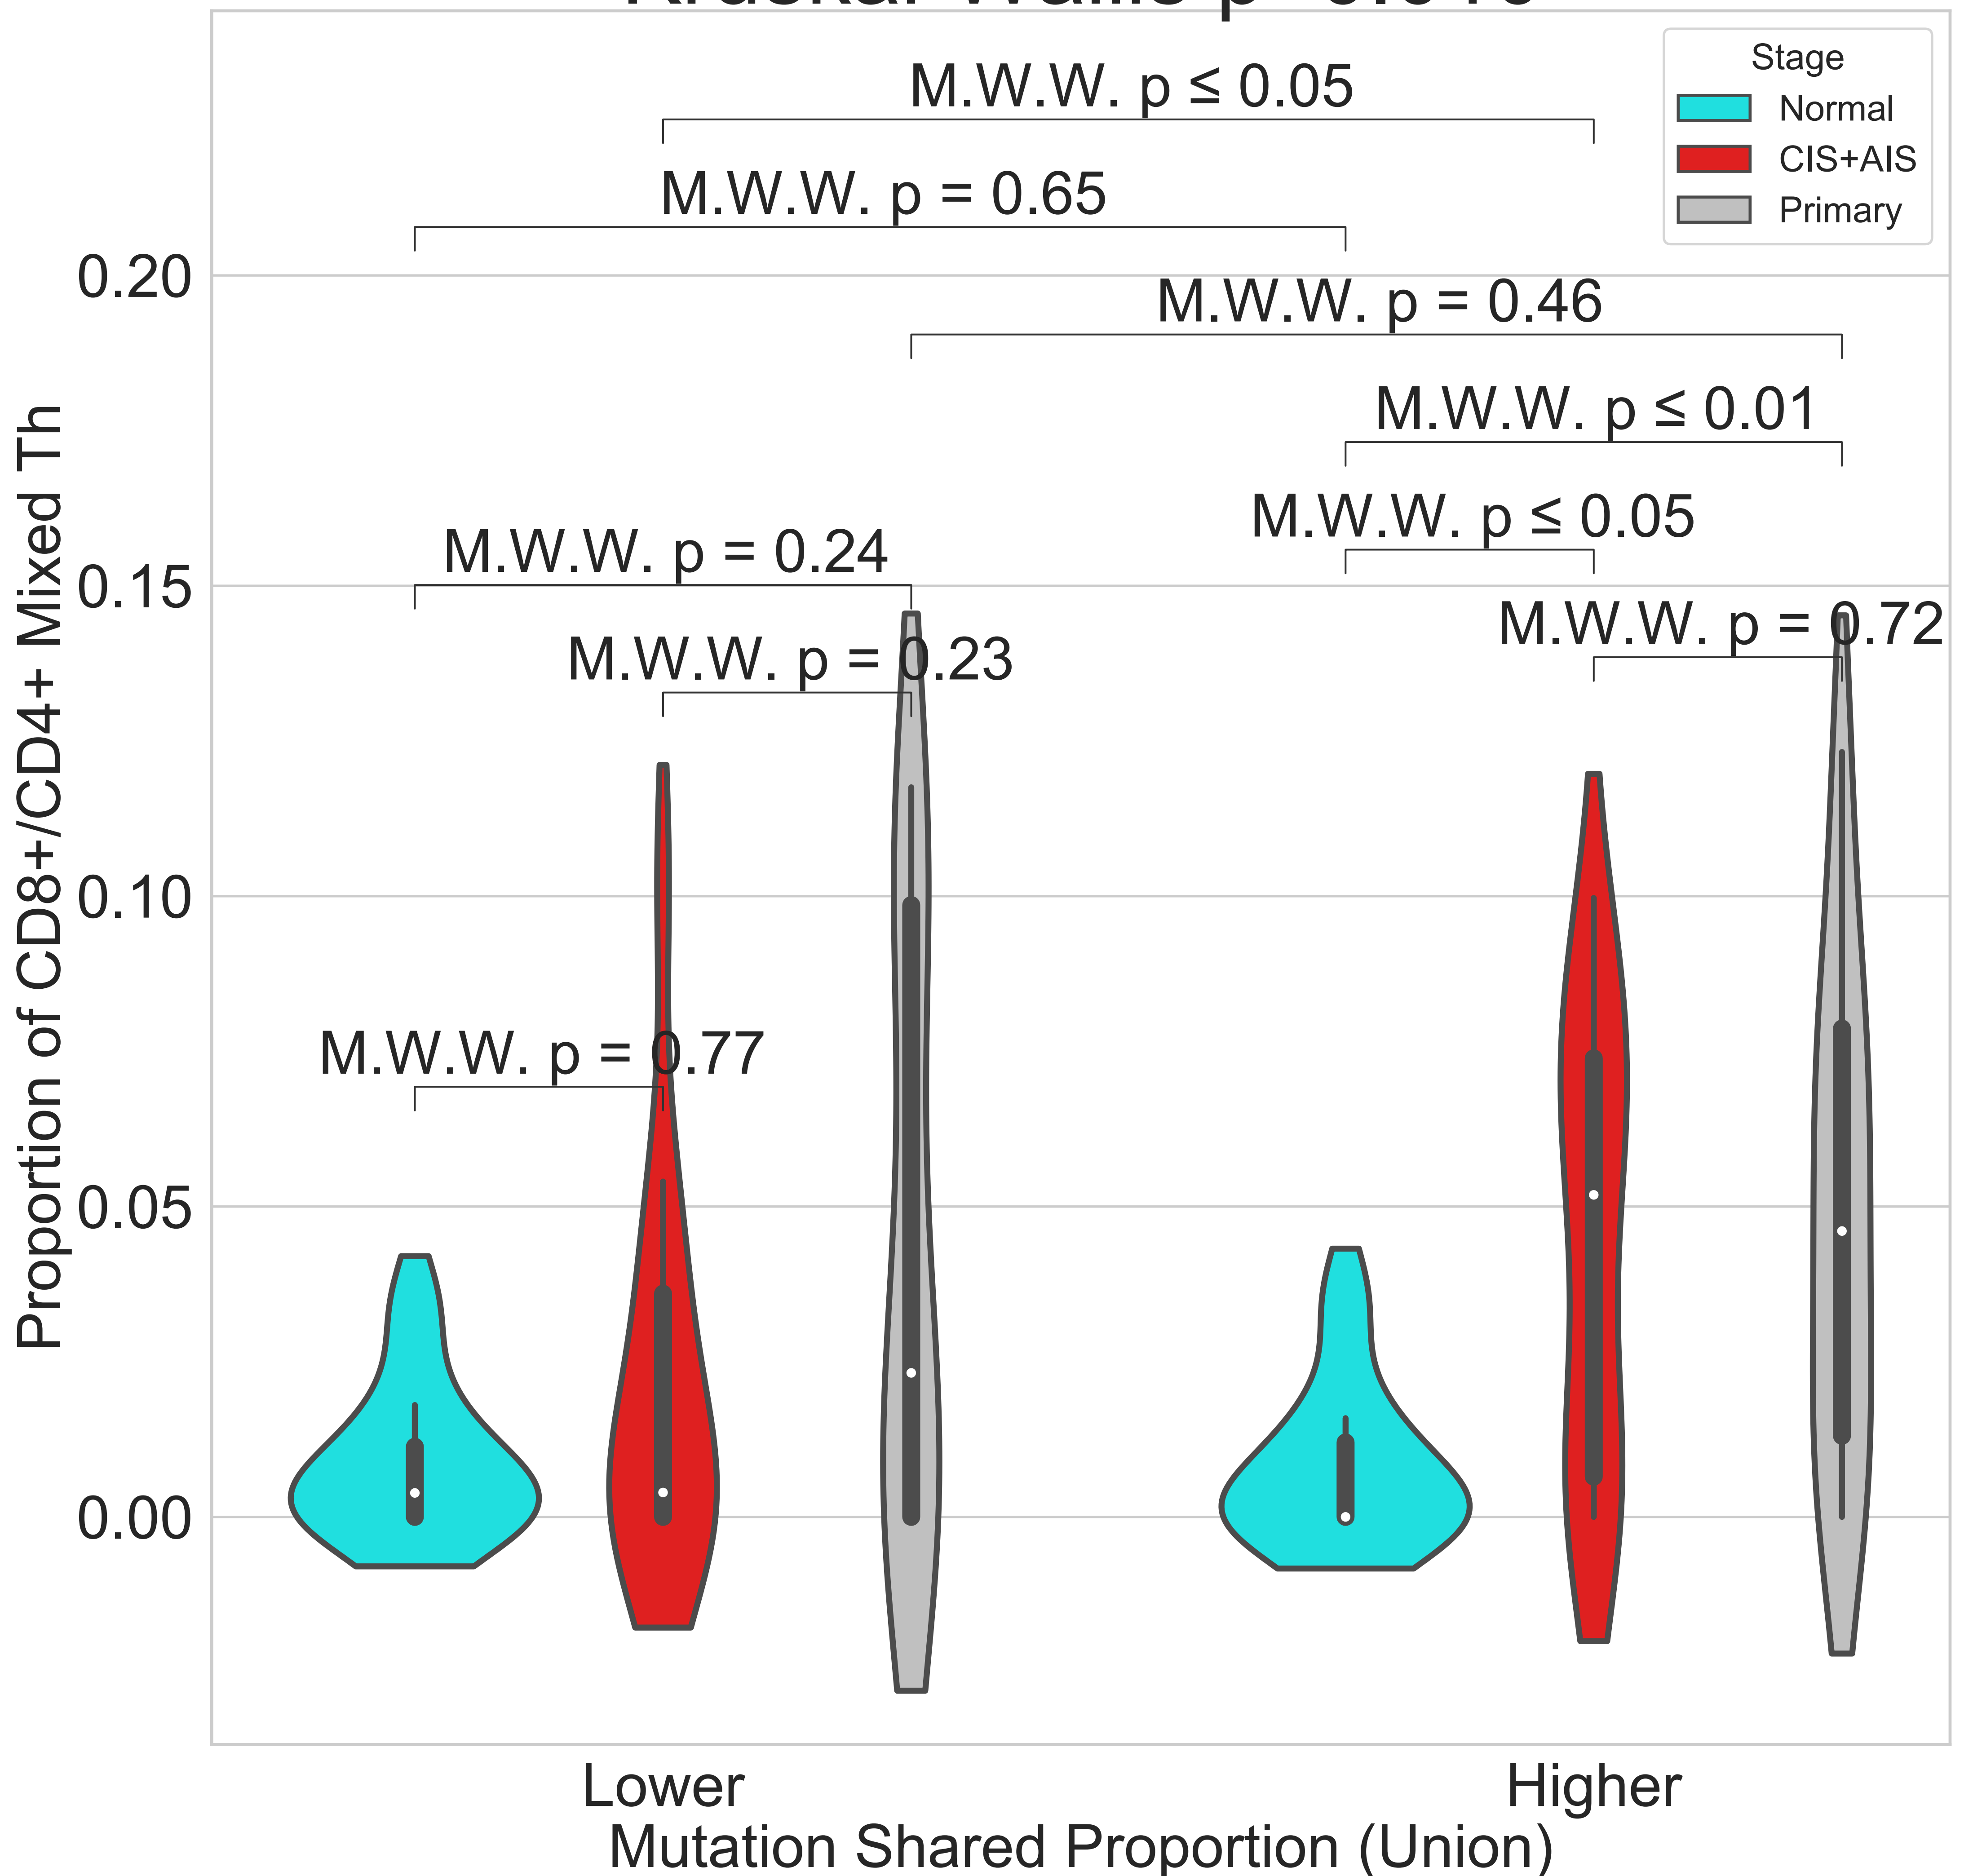 Stage
Normal
CIS+AIS
Primary
M.W.W. p ≤ 0.05
M.W.W. p = 0.65
M.W.W. p = 0.46
M.W.W. p ≤ 0.01
M.W.W. p ≤ 0.05
M.W.W. p = 0.24
M.W.W. p = 0.72
M.W.W. p = 0.23
M.W.W. p = 0.77
Proportion of CD8+/CD4+ Mixed Th
0.20
0.15
0.10
0.05
0.00
Lower
Higher
Mutation Shared Proportion (Union)